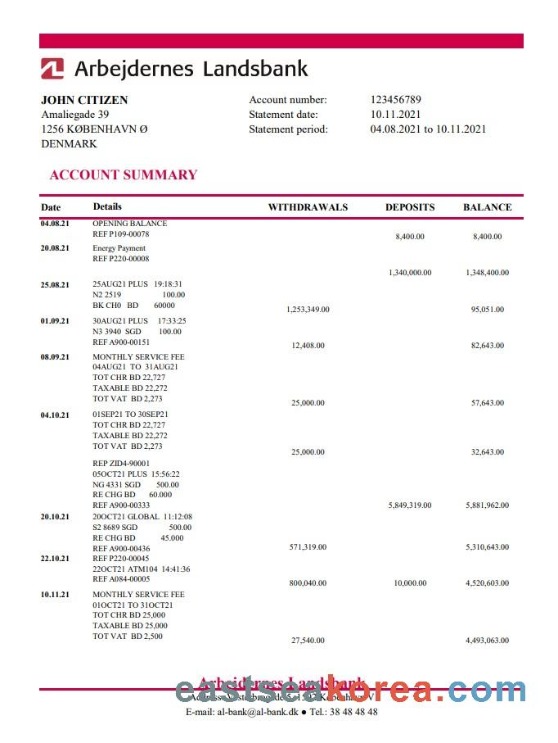 Arbejdernes Landsbank
JOHN CITIZEN
Amaliegade 39
1256 KØBENHAVN Ø
DENMARK
Account number: 123456789
Statement date: 10.11.2021
Statement period: 04.08.2021 to 10.11.2021
ACCOUNT SUMMARY
Date Details WITHDRAWALS DEPOSITS BALANCE
04.08.21 OPENING BALANCE
REF P109-00078 8,400.00 8,400.00
20.08.21 Energy Payment
REF P220-00008
1,340,000.00 1,348,400.00
25.08.21 25AUG21 PLUS 19:18:31
N2 2519 100.00
BK CH0 BD 60000
1,253,349.00 95,051.00
01.09.21 30AUG21 PLUS 17:33:25
N3 3940 SGD 100.00
REF A900-00151
12,408.00 82,643.00
08.09.21 MONTHLY SERVICE FEE
04AUG21 TO 31AUG21
TOT CHR BD 22,727
TAXABLE BD 22,272
TOT VAT BD 2,273
25,000.00 57,643.00
04.10.21 01SEP21 TO 30SEP21
TOT CHR BD 22,727
TAXABLE BD 22,272
TOT VAT BD 2,273
25,000.00 32,643.00
REP ZID4-90001
05OCT21 PLUS 15:56:22
NG 4331 SGD 500.00
RE CHG BD 60.000
REF A900-00333
5,849,319.00 5,881,962.00
20.10.21 20OCT21 GLOBAL 11:12:08
S2 8689 SGD 500.00
RE CHG BD 45.000
REF A900-00436
571,319.00 5,310,643.00
22.10.21 REF P220-00045
22OCT21 ATM104 14:41:36
REF A084-00005
800,040.00 10,000.00 4,520,603.00
10.11.21 MONTHLY SERVICE FEE
01OCT21 TO 31OCT21
TOT CHR BD 25,000
TAXABLE BD 25,000
TOT VAT BD 2,500
27,540.00 4,493,063.00
Arbejdernes Landsbank
eastseakorea.com
E-mail: al-bank@al-bank.dk ● Tel.: 38 48 48 48